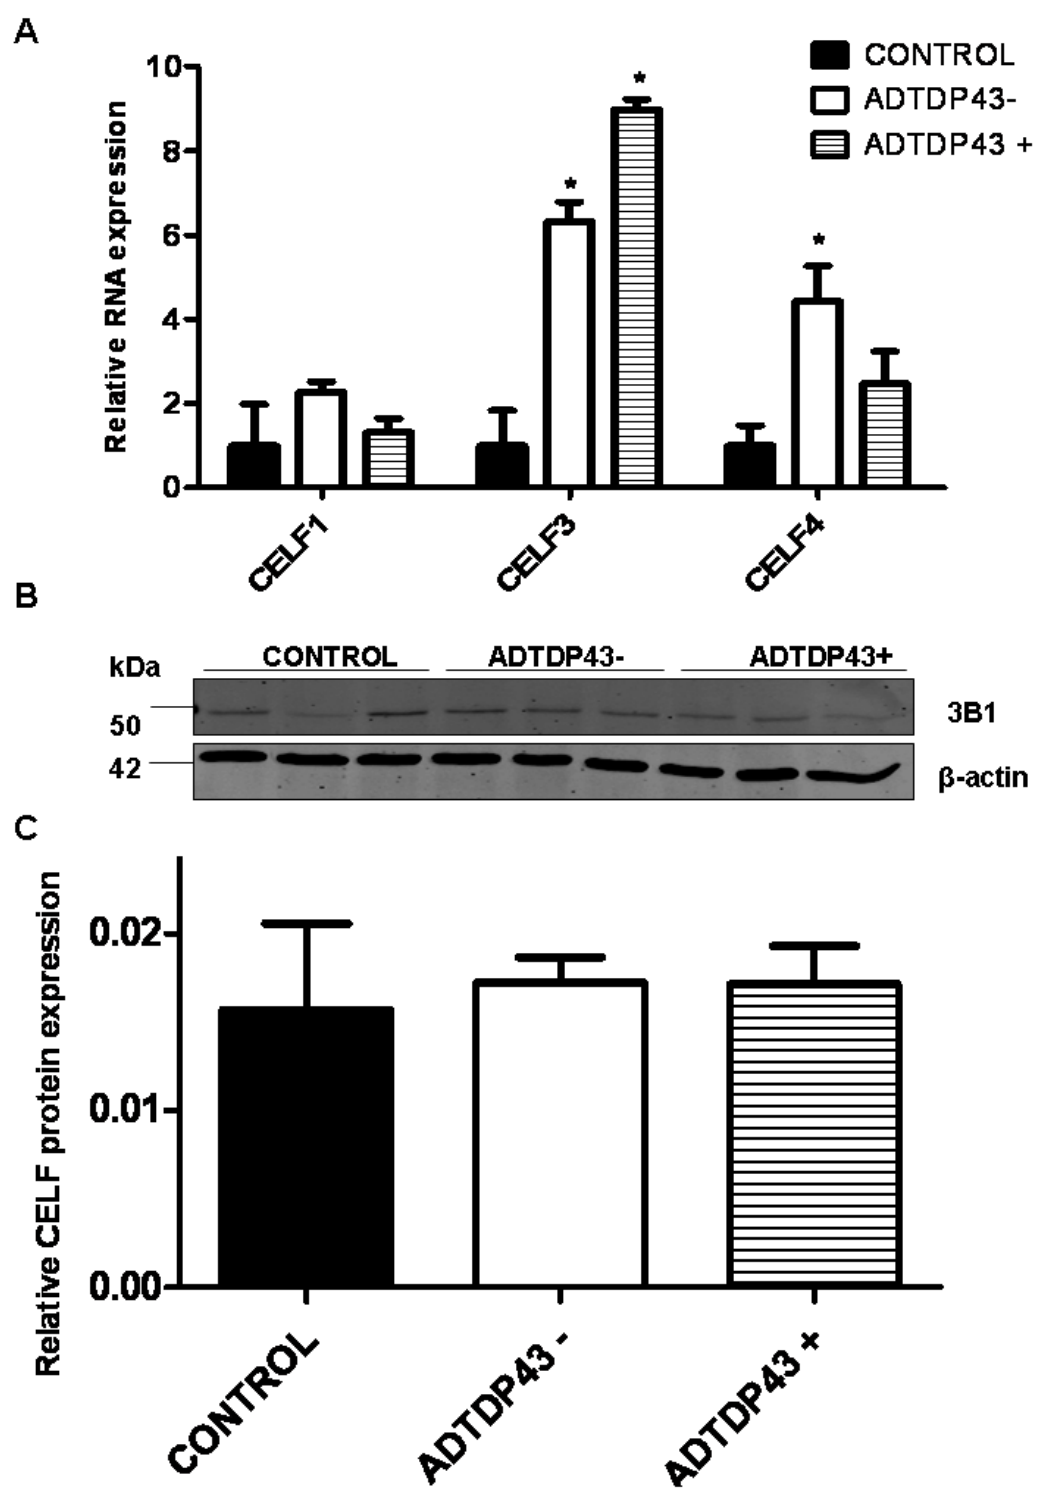 A
CONTROL
ADTDP43-
ADTDP43 +
Relative RNA expression
10
8
6
4
2
0
*
*
*
CELF1
CELF3
CELF4
B
kDa
CONTROL
ADTDP43-
ADTDP43+
50
3B1
42
β-actin
C
Relative CELF protein expression
0.02
0.01
0.00
CONTROL
ADTDP43 -
ADTDP43 +